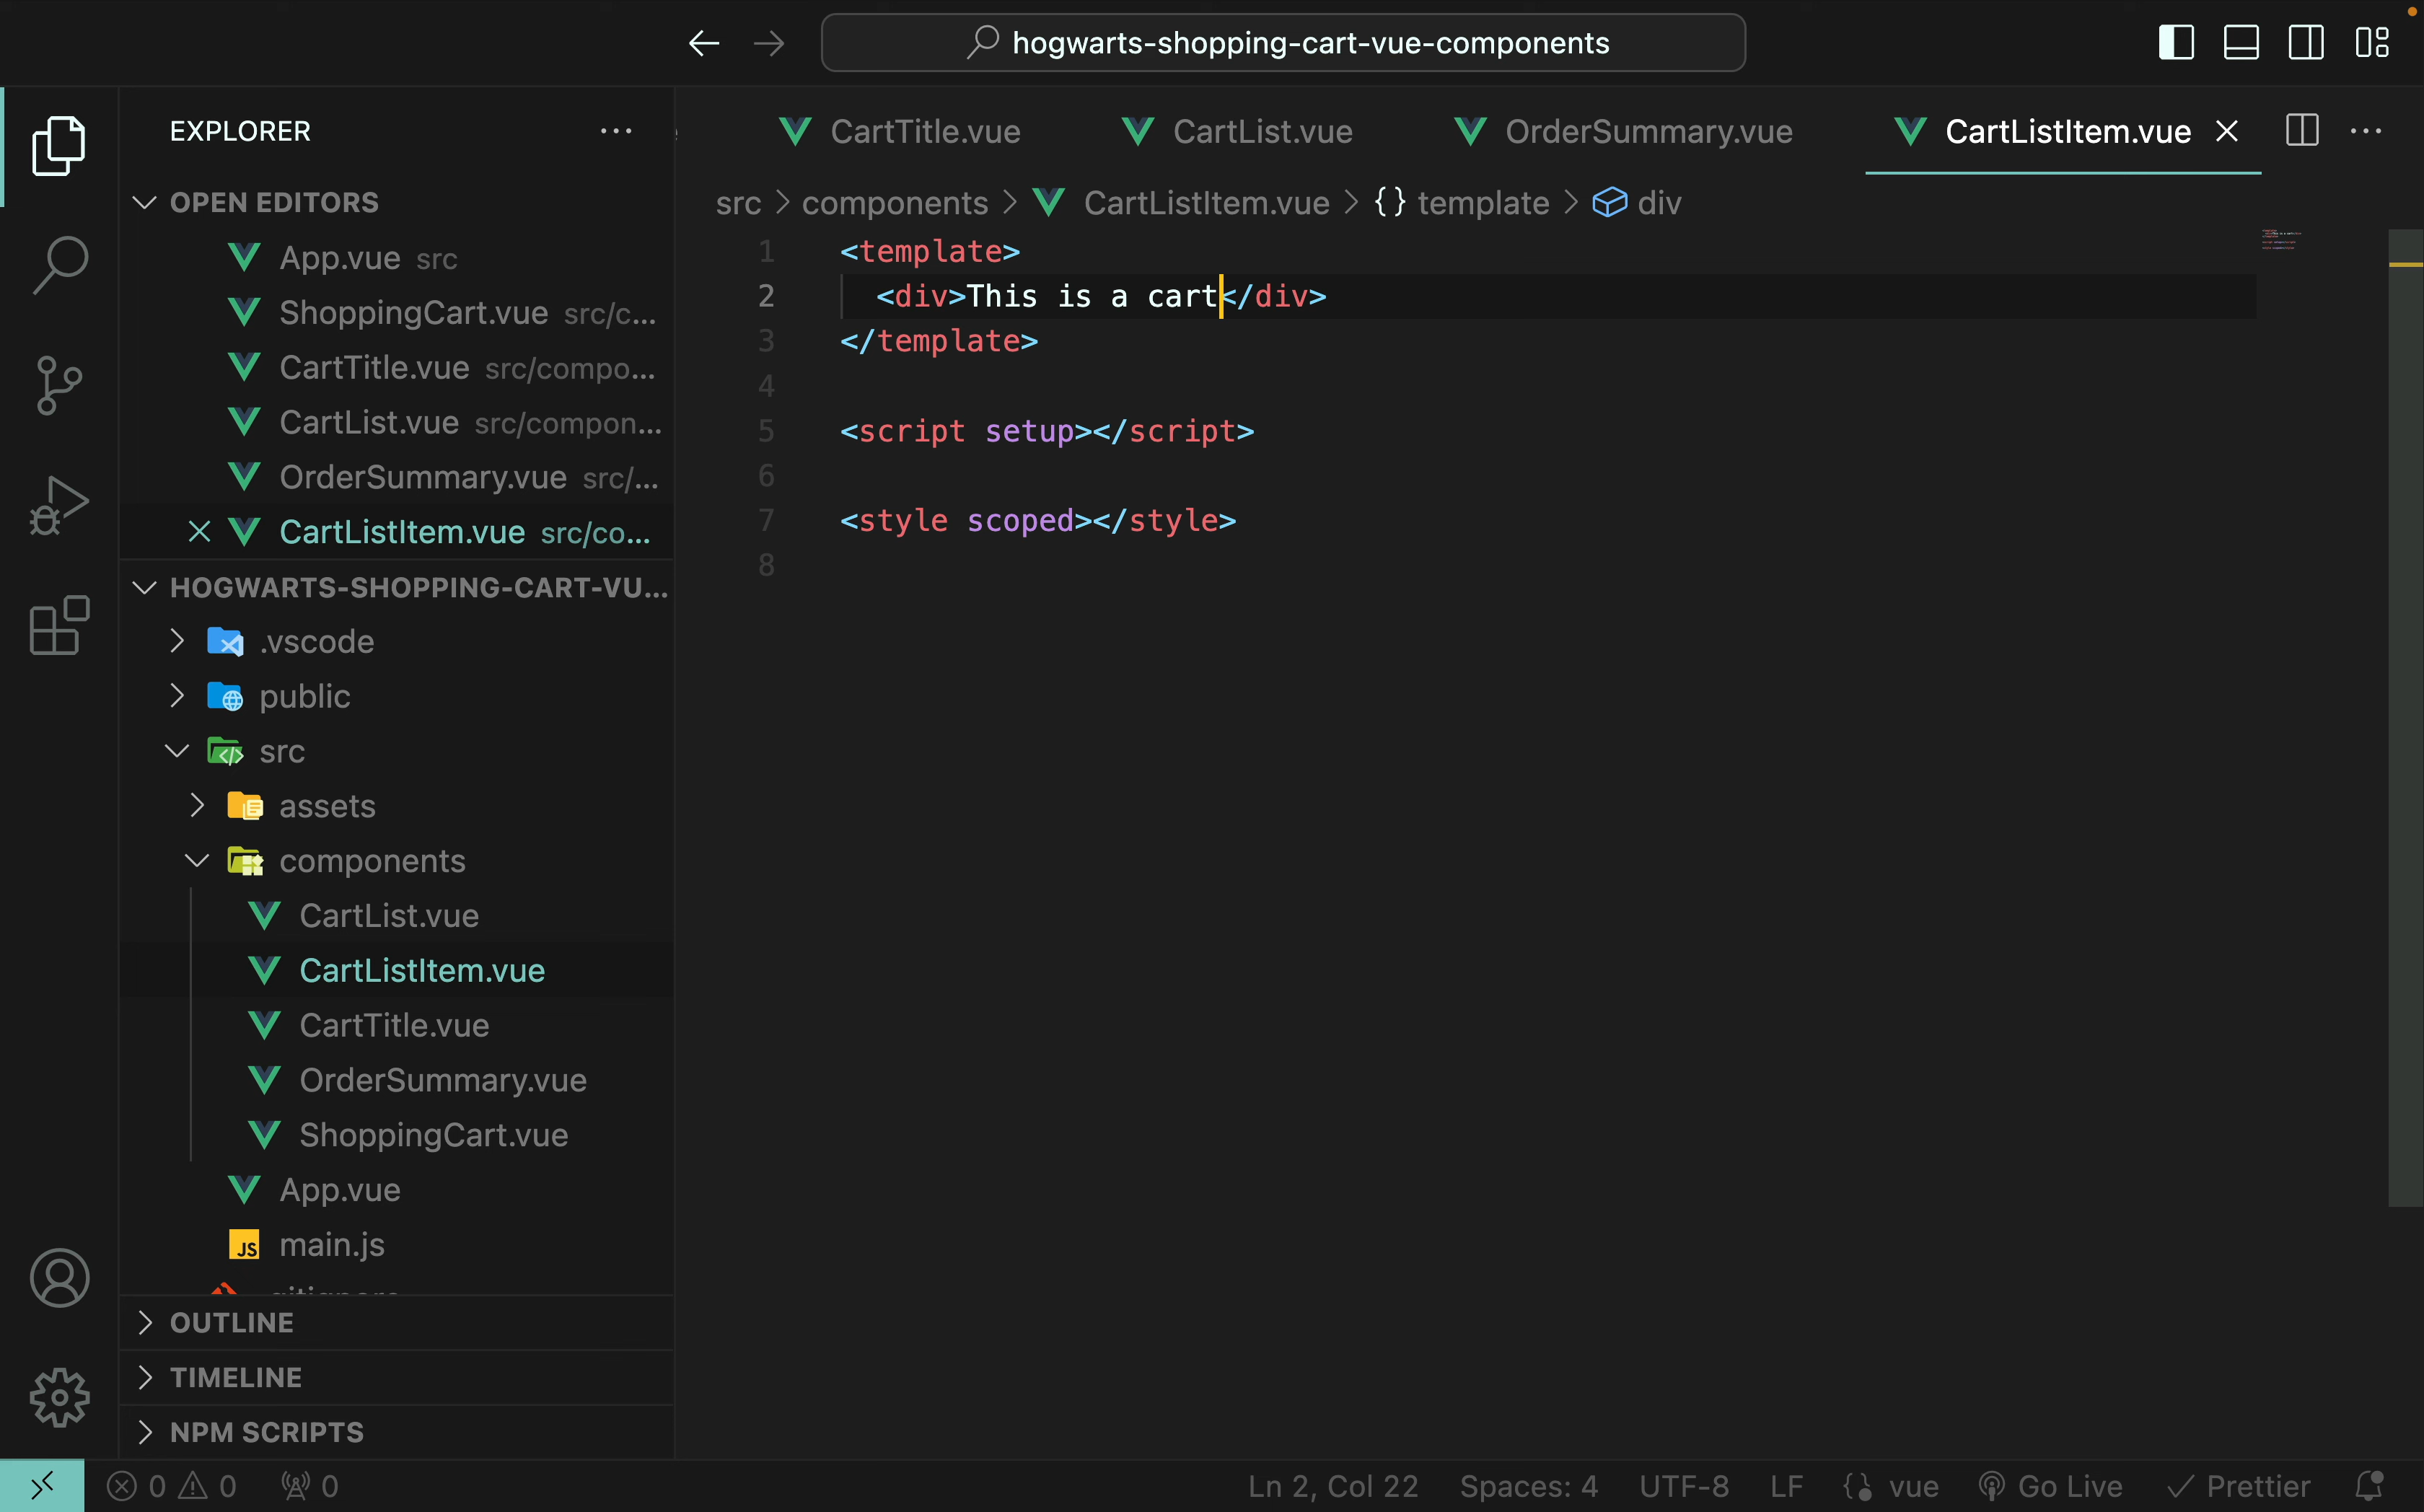 hogwarts-shopping-cart-vue-components
EXPLORER
CartTitle.vue
CartList.vue
OrderSummary.vue
CartListItem.vue
OPEN EDITORS
App.vue src
ShoppingCart.vue src/c...
CartTitle.vue src/compo...
CartList.vue src/compon...
OrderSummary.vue src/...
CartListItem.vue src/co...
HOGWARTS-SHOPPING-CART-VU...
.vscode
public
src
assets
components
CartList.vue
CartListItem.vue
CartTitle.vue
OrderSummary.vue
ShoppingCart.vue
App.vue
JS main.js
OUTLINE
TIMELINE
NPM SCRIPTS
src > components > CartListItem.vue > {} template > div
1 <template>
2 <div>This is a cart</div>
3 </template>
4
5 <script setup></script>
6
7 <style scoped></style>
8
0 0 0 Ln 2, Col 22 Spaces: 4 UTF-8 LF vue Go Live Prettier